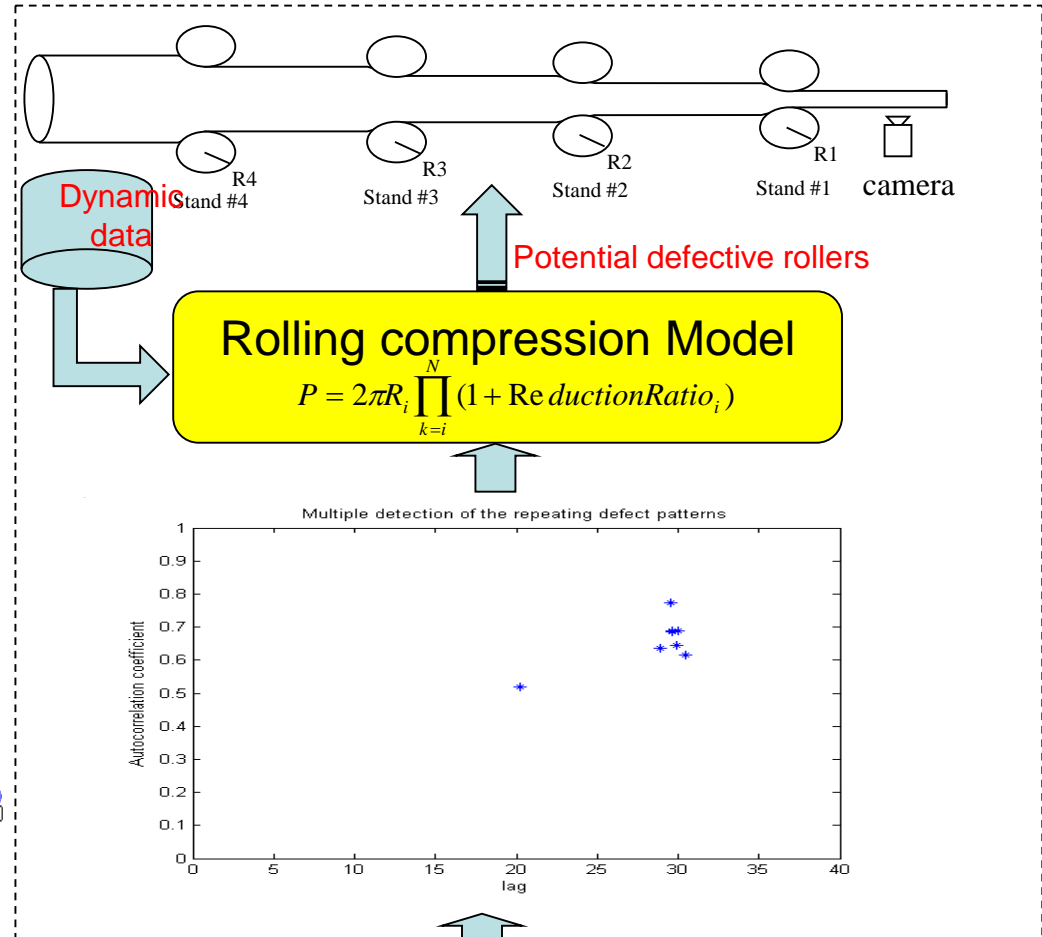 R4
R3
R2
R1
Stand #4
Stand #3
Stand #2
Stand #1
camera
Dynamic
data
Potential defective rollers
Rolling compression Model
P = 2πR_i ∏_{k=i}^{N} (1 + Re ductionRatio_i)
Multiple detection of the repeating defect patterns
Autocorrelation coefficient
1
0.9
0.8
0.7
0.6
0.5
0.4
0.3
0.2
0.1
0
0 5 10 15 20 25 30 35 40
lag